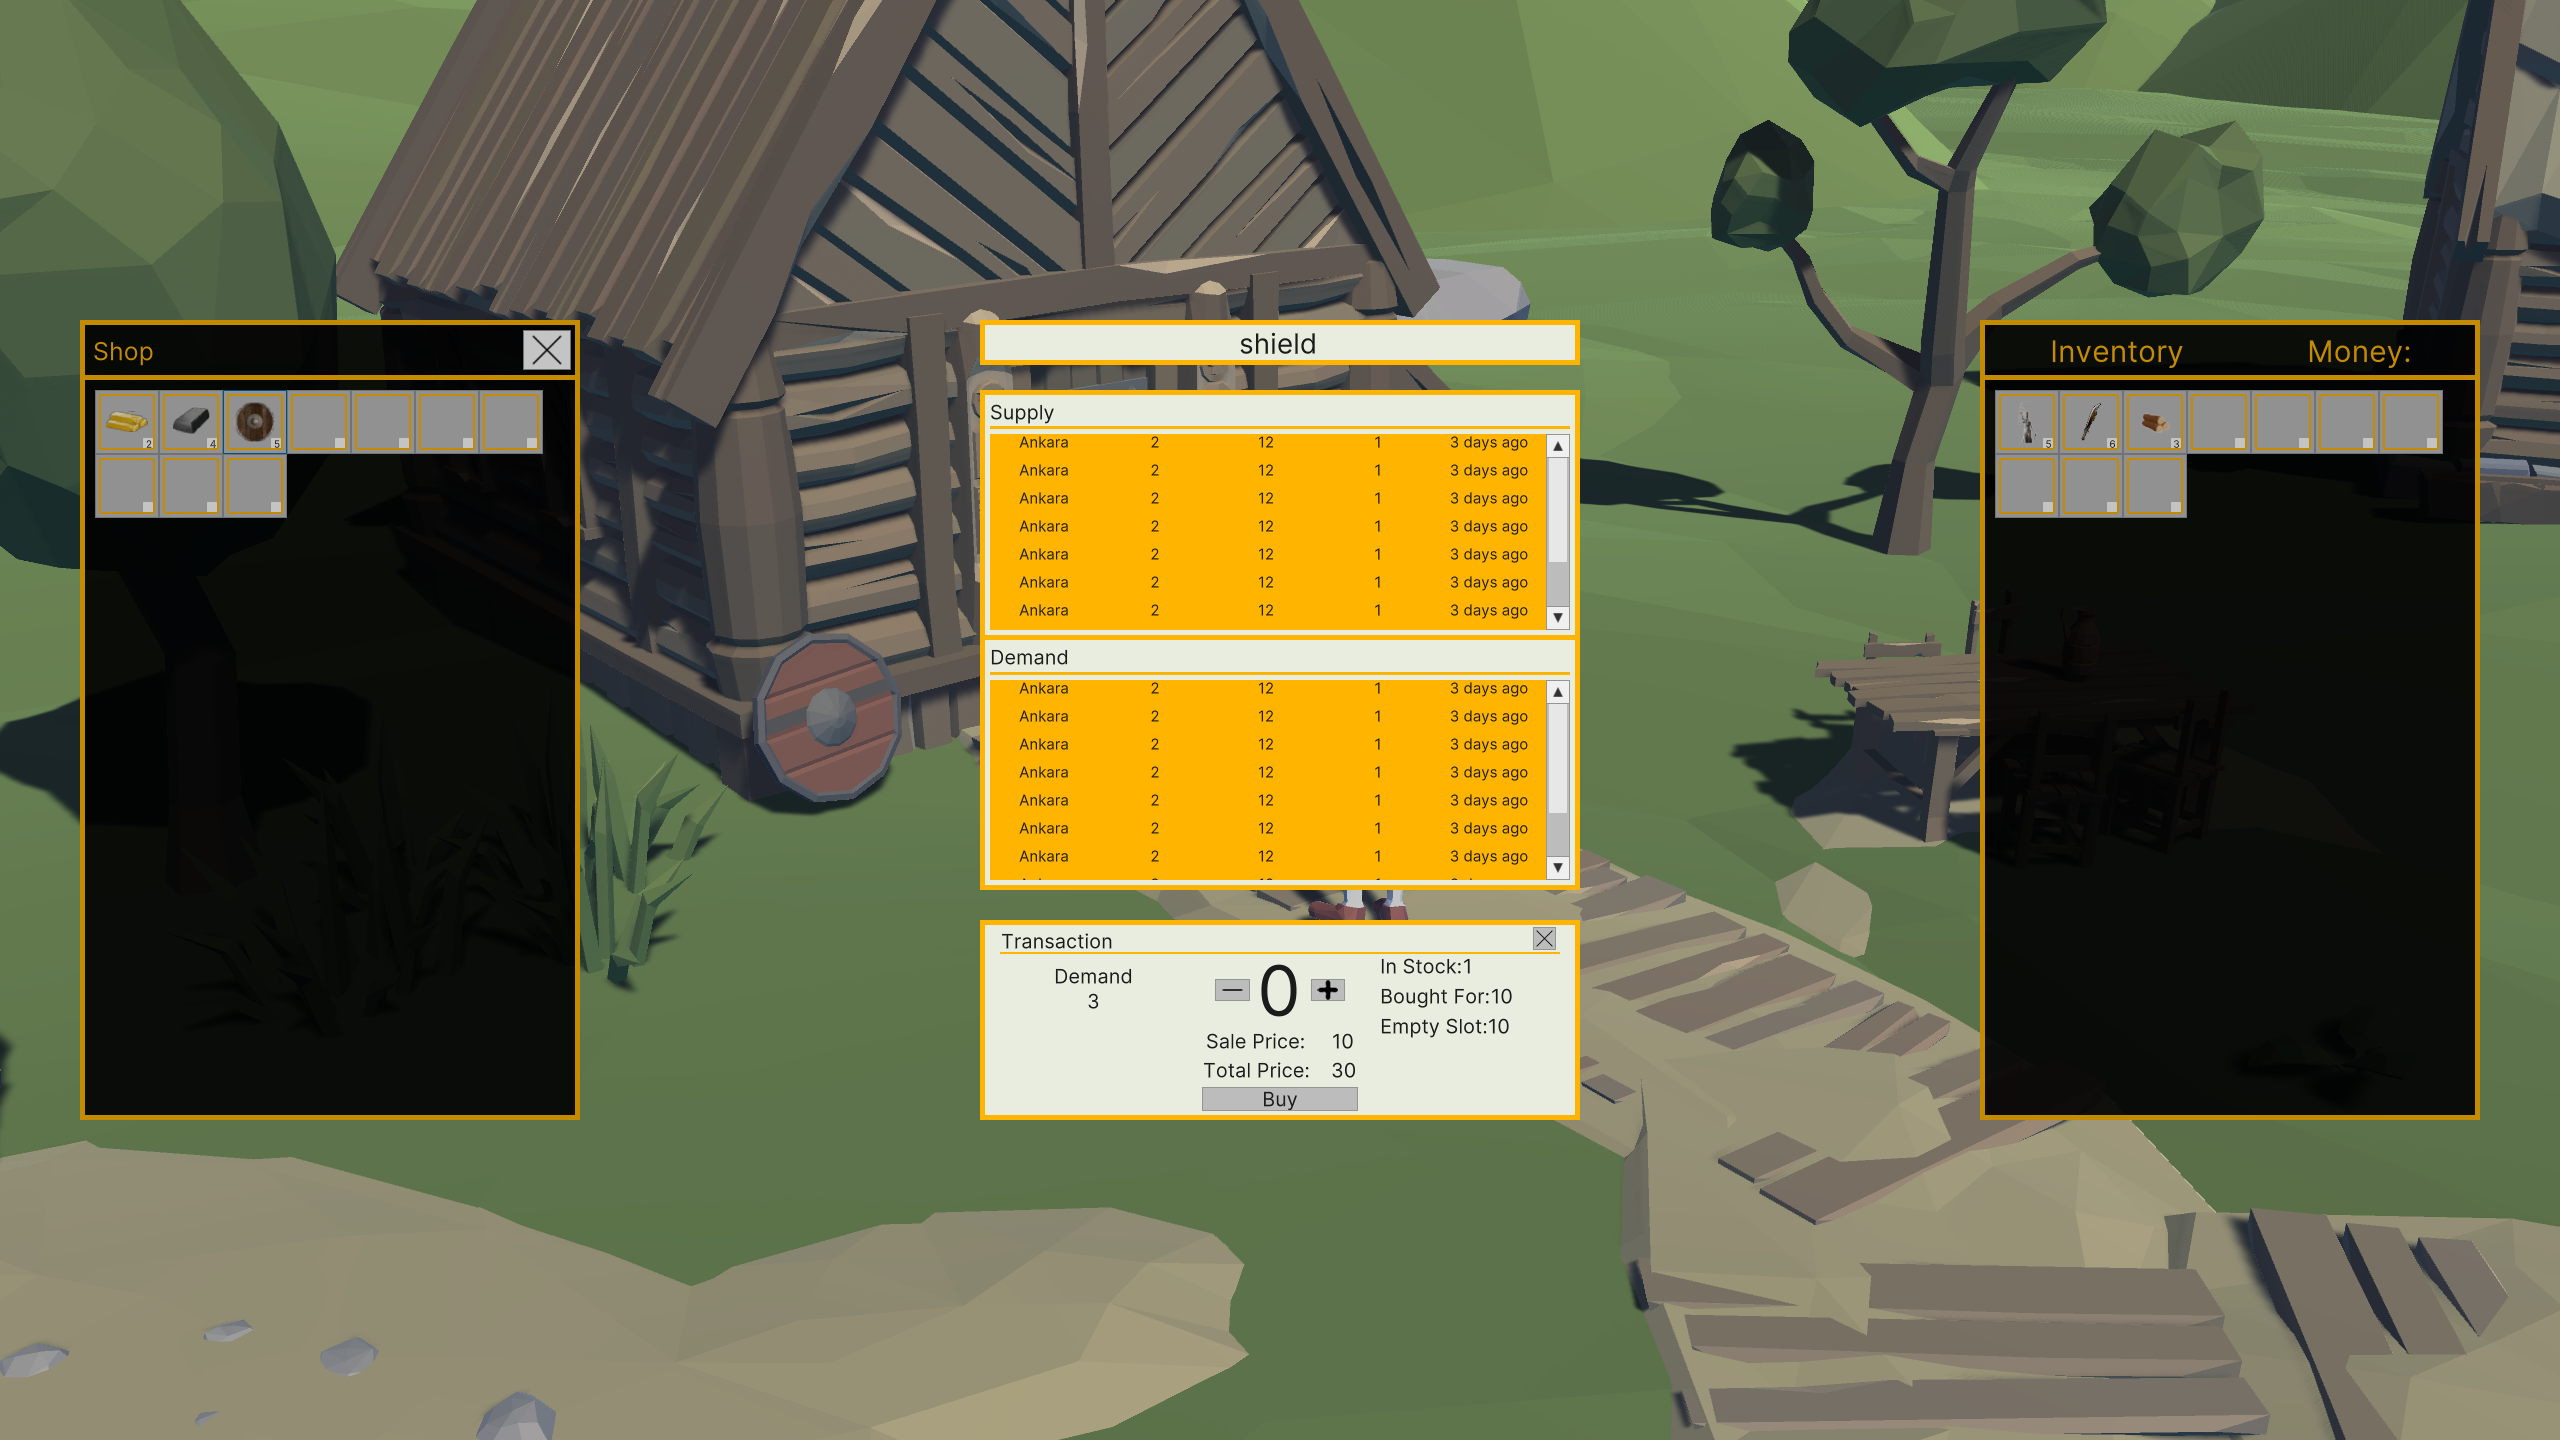 Shop
2 4 5
shield
Supply
Ankara 2 12 1 3 days ago
Ankara 2 12 1 3 days ago
Ankara 2 12 1 3 days ago
Ankara 2 12 1 3 days ago
Ankara 2 12 1 3 days ago
Ankara 2 12 1 3 days ago
Ankara 2 12 1 3 days ago
Demand
Ankara 2 12 1 3 days ago
Ankara 2 12 1 3 days ago
Ankara 2 12 1 3 days ago
Ankara 2 12 1 3 days ago
Ankara 2 12 1 3 days ago
Ankara 2 12 1 3 days ago
Ankara 2 12 1 3 days ago
Transaction
Demand
3
0
In Stock:1
Bought For:10
Empty Slot:10
Sale Price: 10
Total Price: 30
Buy
Inventory Money:
5 6 3